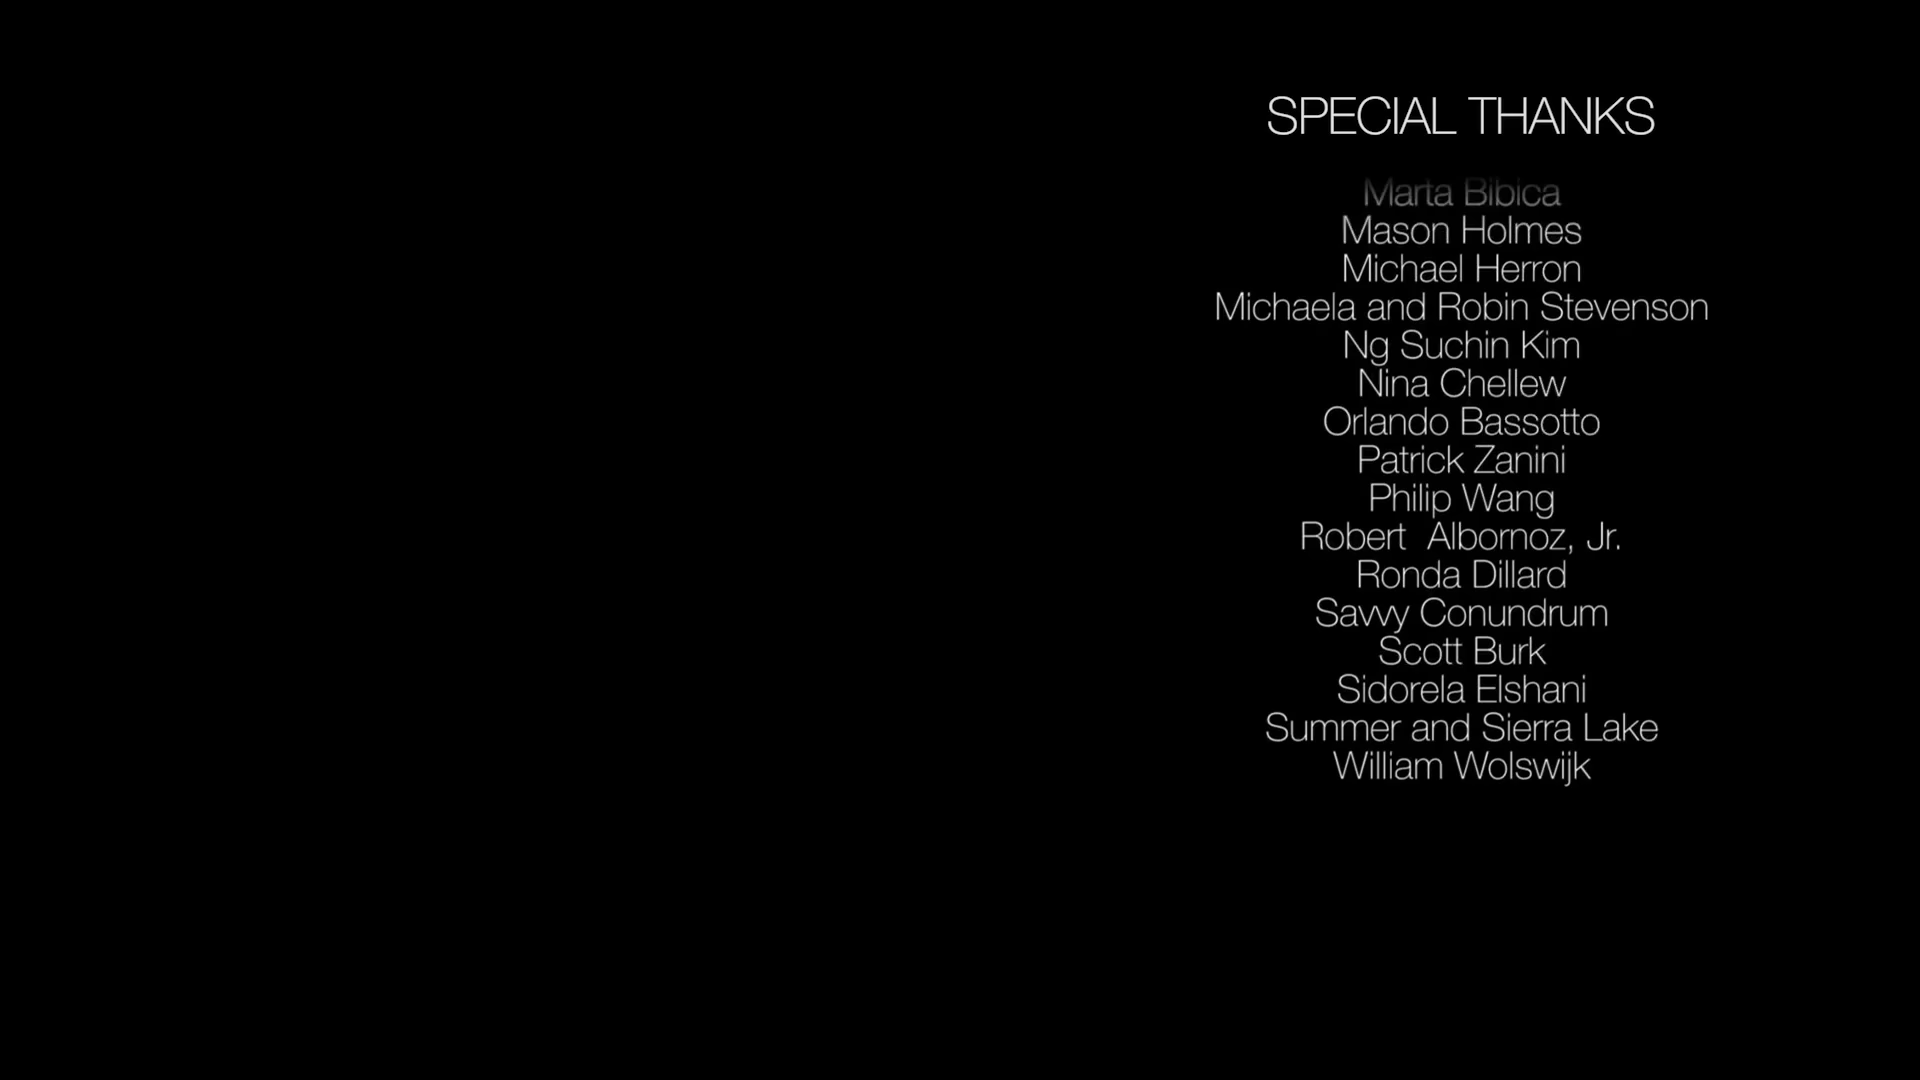 SPECIAL THANKS
Marta Bibica
Mason Holmes
Michael Herron
Michaela and Robin Stevenson
Ng Suchin Kim
Nina Chellew
Orlando Bassotto
Patrick Zanini
Philip Wang
Robert  Albornoz, Jr.
Ronda Dillard
Savvy Conundrum
Scott Burk
Sidorela Elshani
Summer and Sierra Lake
William Wolswijk